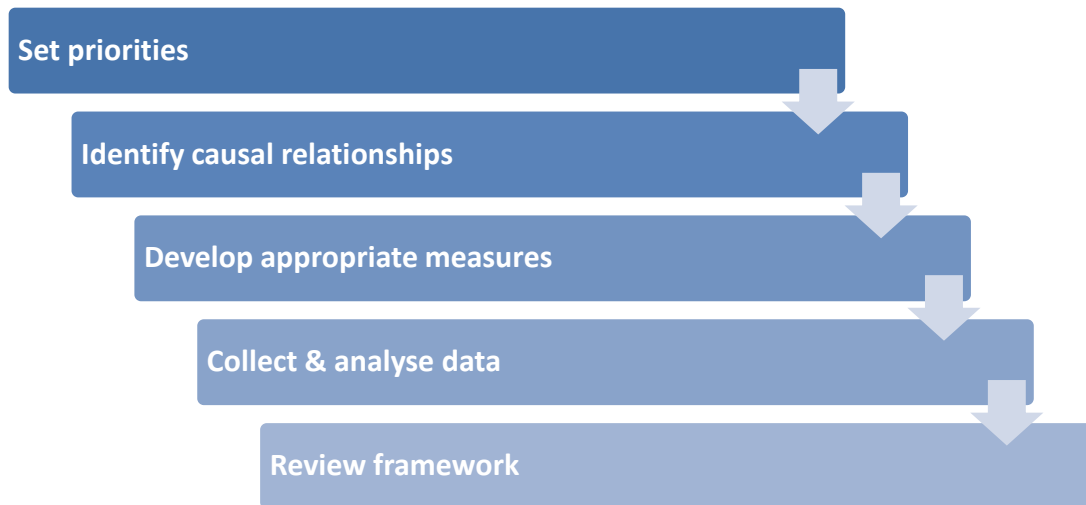 Set priorities
Identify causal relationships
Develop appropriate measures
Collect & analyse data
Review framework